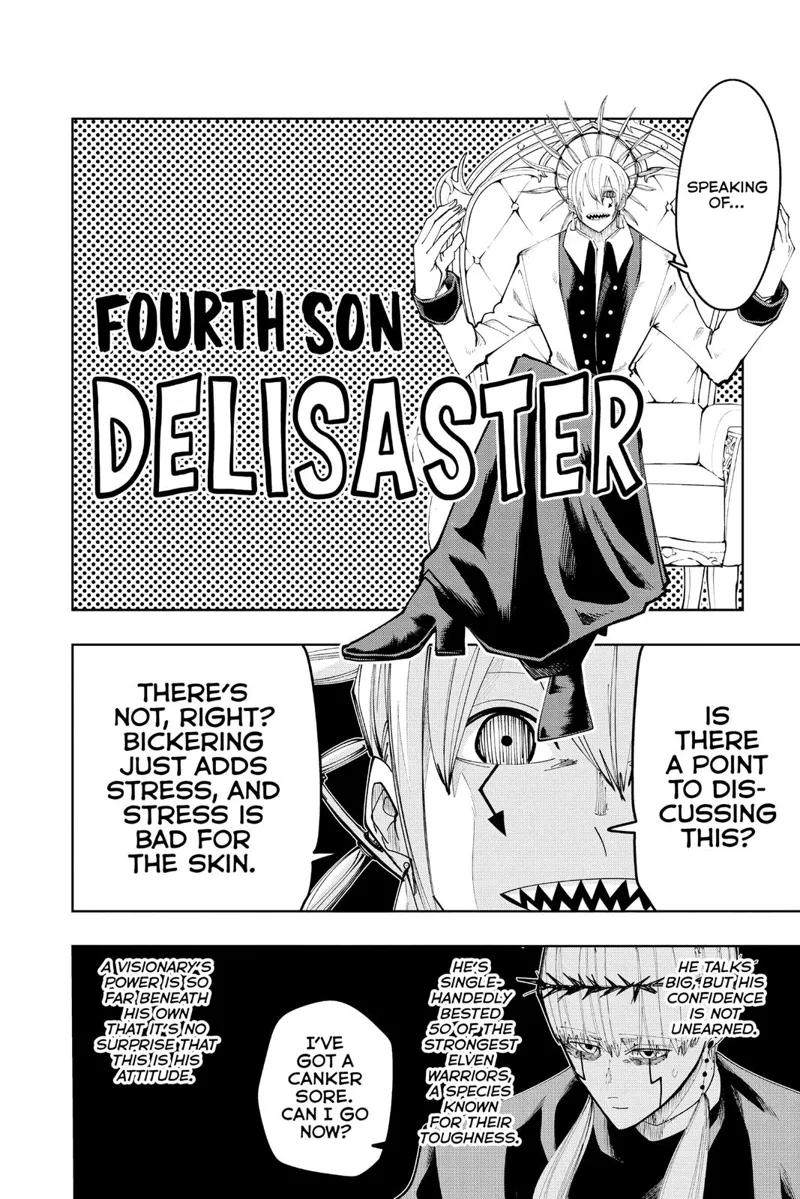 SPEAKING
OF...
FOURTH SON
DELISASTER
IS
THERE
A POINT
TO DIS-
CUSSING
THIS?
THERE'S
NOT, RIGHT?
BICKERING
JUST ADDS
STRESS, AND
STRESS IS
BAD FOR
THE SKIN.
HE TALKS
BIG, BUT HIS
CONFIDENCE
IS NOT
UNEARNED.
HE'S
SINGLE-
HANDEDLY
BESTED
50 OF THE
STRONGEST
ELVEN
WARRIORS,
A SPECIES
KNOWN
FOR THEIR
TOUGHNESS.
I'VE
GOT A
CANKER
SORE.
CAN I GO
NOW?
A VISIONARY'S
POWER IS SO
FAR BENEATH
HIS OWN
THAT IT'S NO
SURPRISE THAT
THIS IS HIS
ATTITUDE.